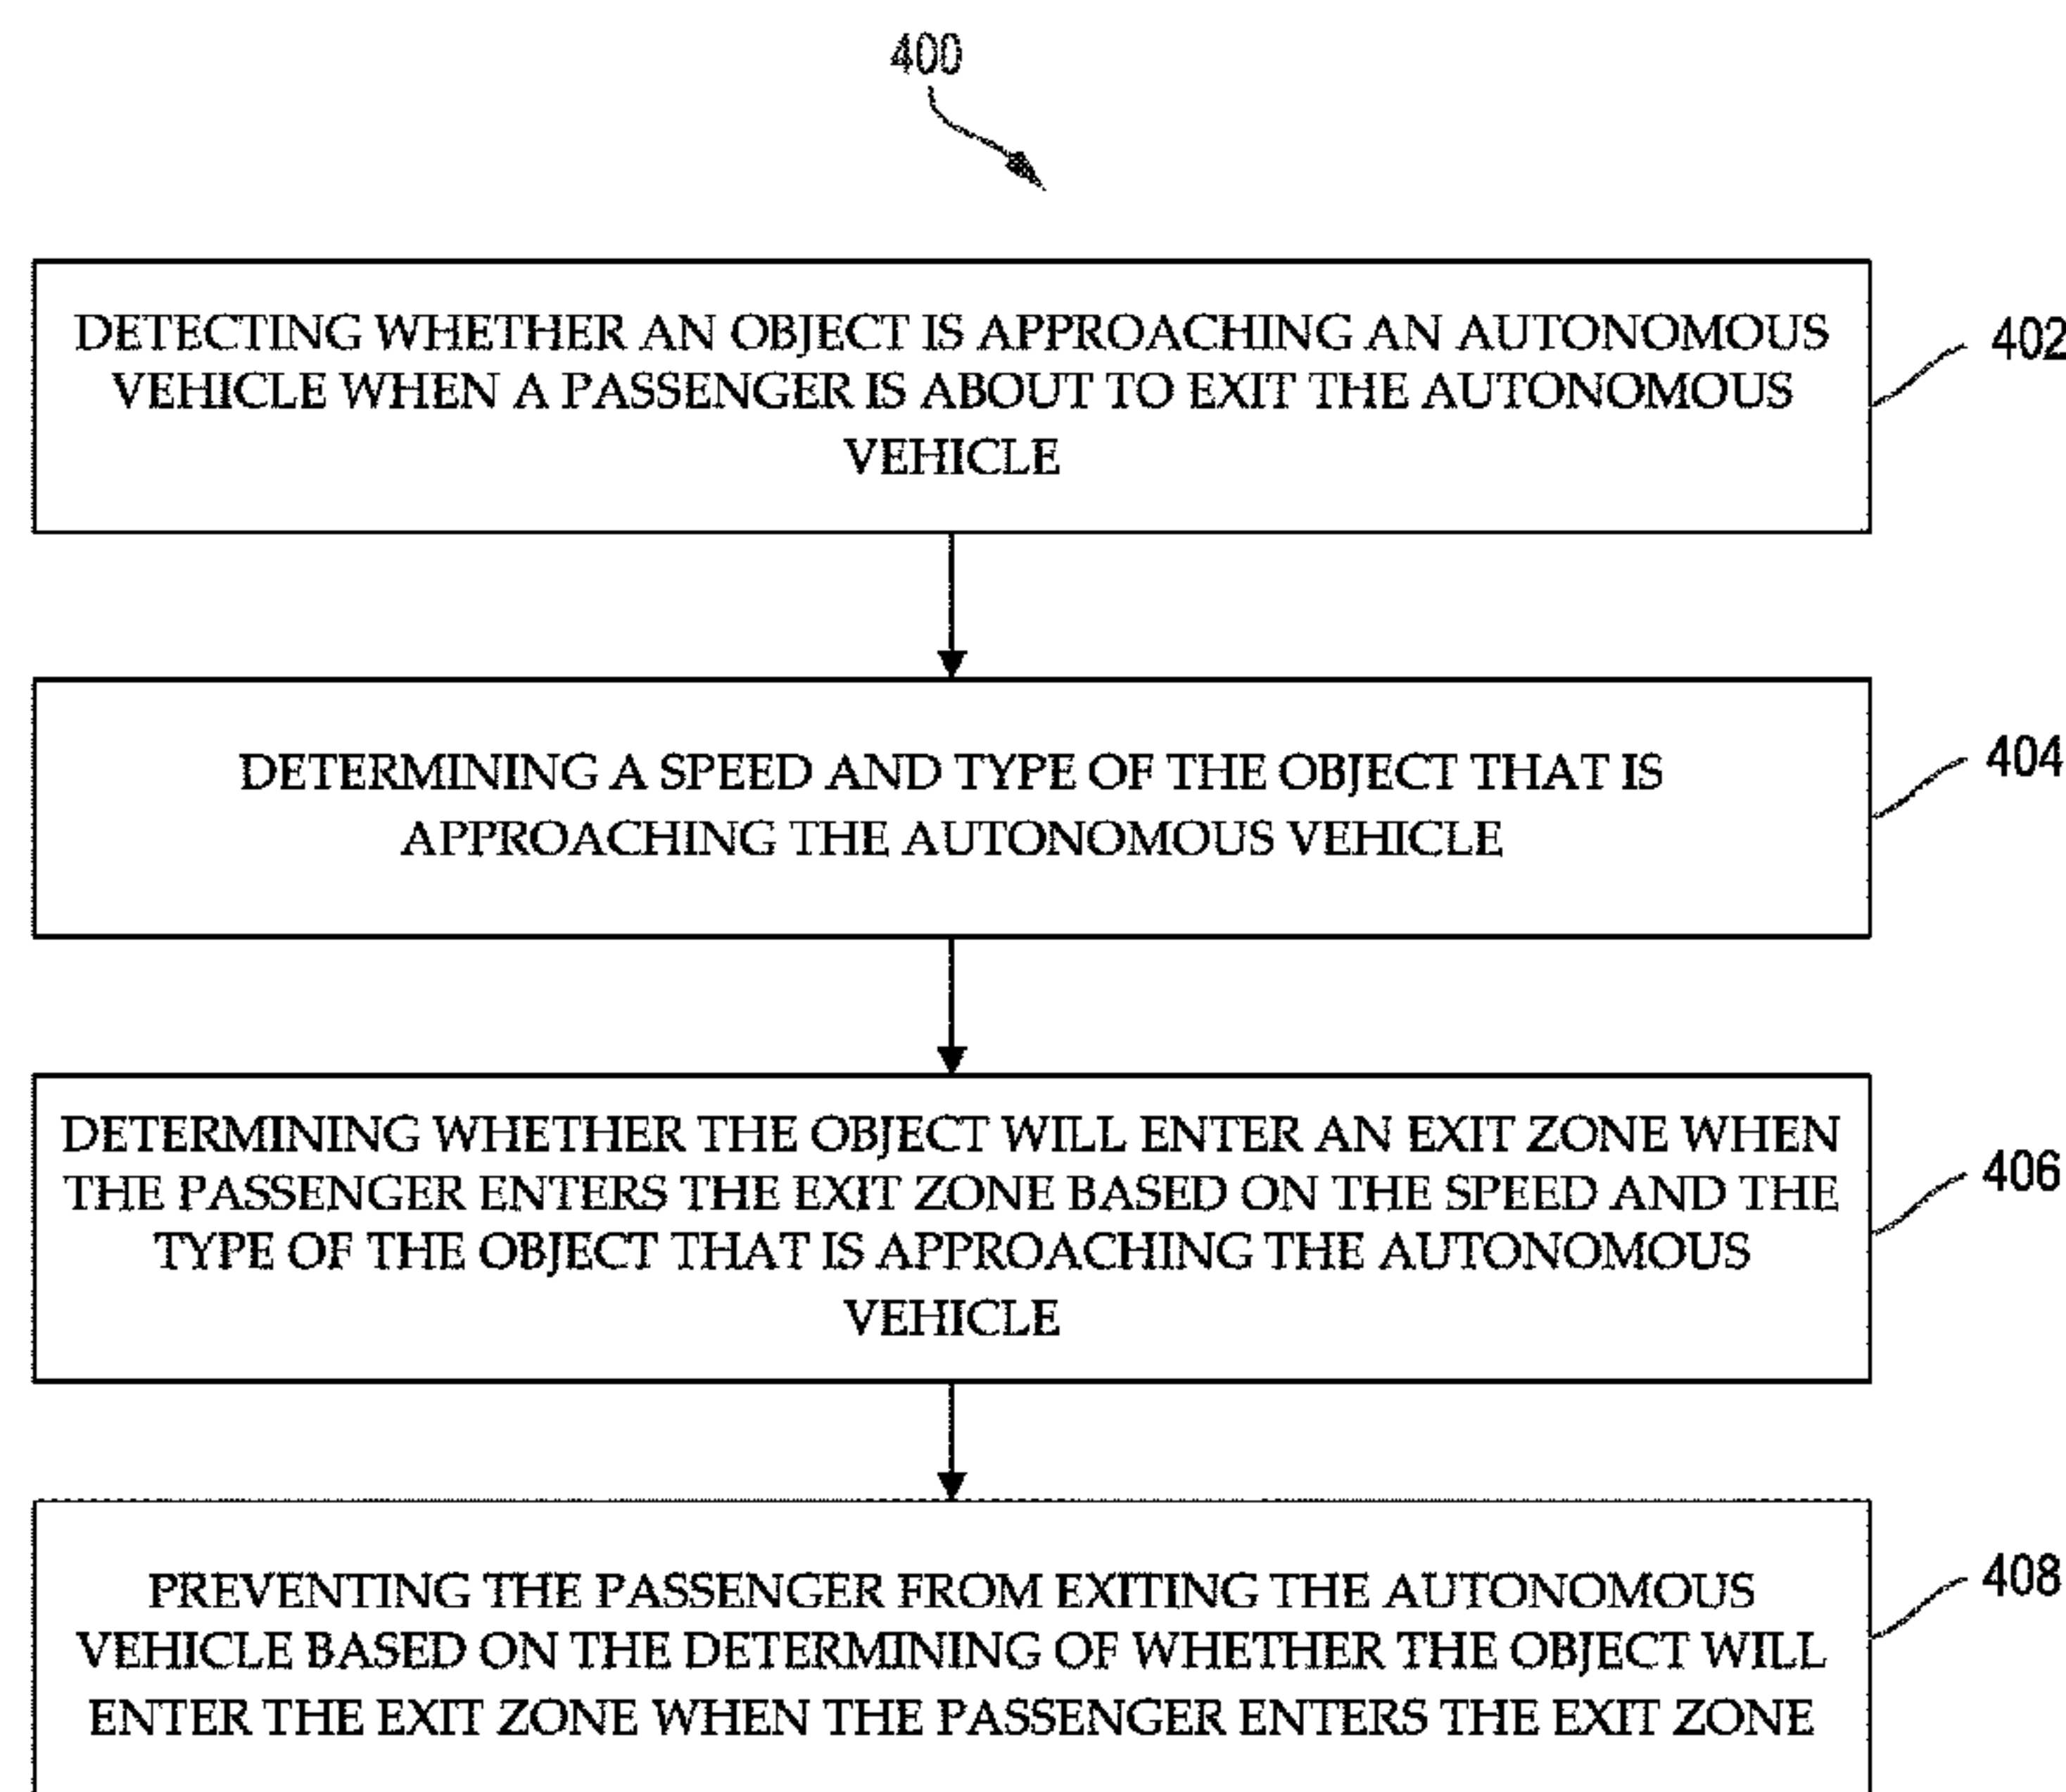 400
DETECTING WHETHER AN OBJECT IS APPROACHING AN AUTONOMOUS
VEHICLE WHEN A PASSENGER IS ABOUT TO EXIT THE AUTONOMOUS
VEHICLE
402
DETERMINING A SPEED AND TYPE OF THE OBJECT THAT IS
APPROACHING THE AUTONOMOUS VEHICLE
404
DETERMINING WHETHER THE OBJECT WILL ENTER AN EXIT ZONE WHEN
THE PASSENGER ENTERS THE EXIT ZONE BASED ON THE SPEED AND THE
TYPE OF THE OBJECT THAT IS APPROACHING THE AUTONOMOUS
VEHICLE
406
PREVENTING THE PASSENGER FROM EXITING THE AUTONOMOUS
VEHICLE BASED ON THE DETERMINING OF WHETHER THE OBJECT WILL
ENTER THE EXIT ZONE WHEN THE PASSENGER ENTERS THE EXIT ZONE
408